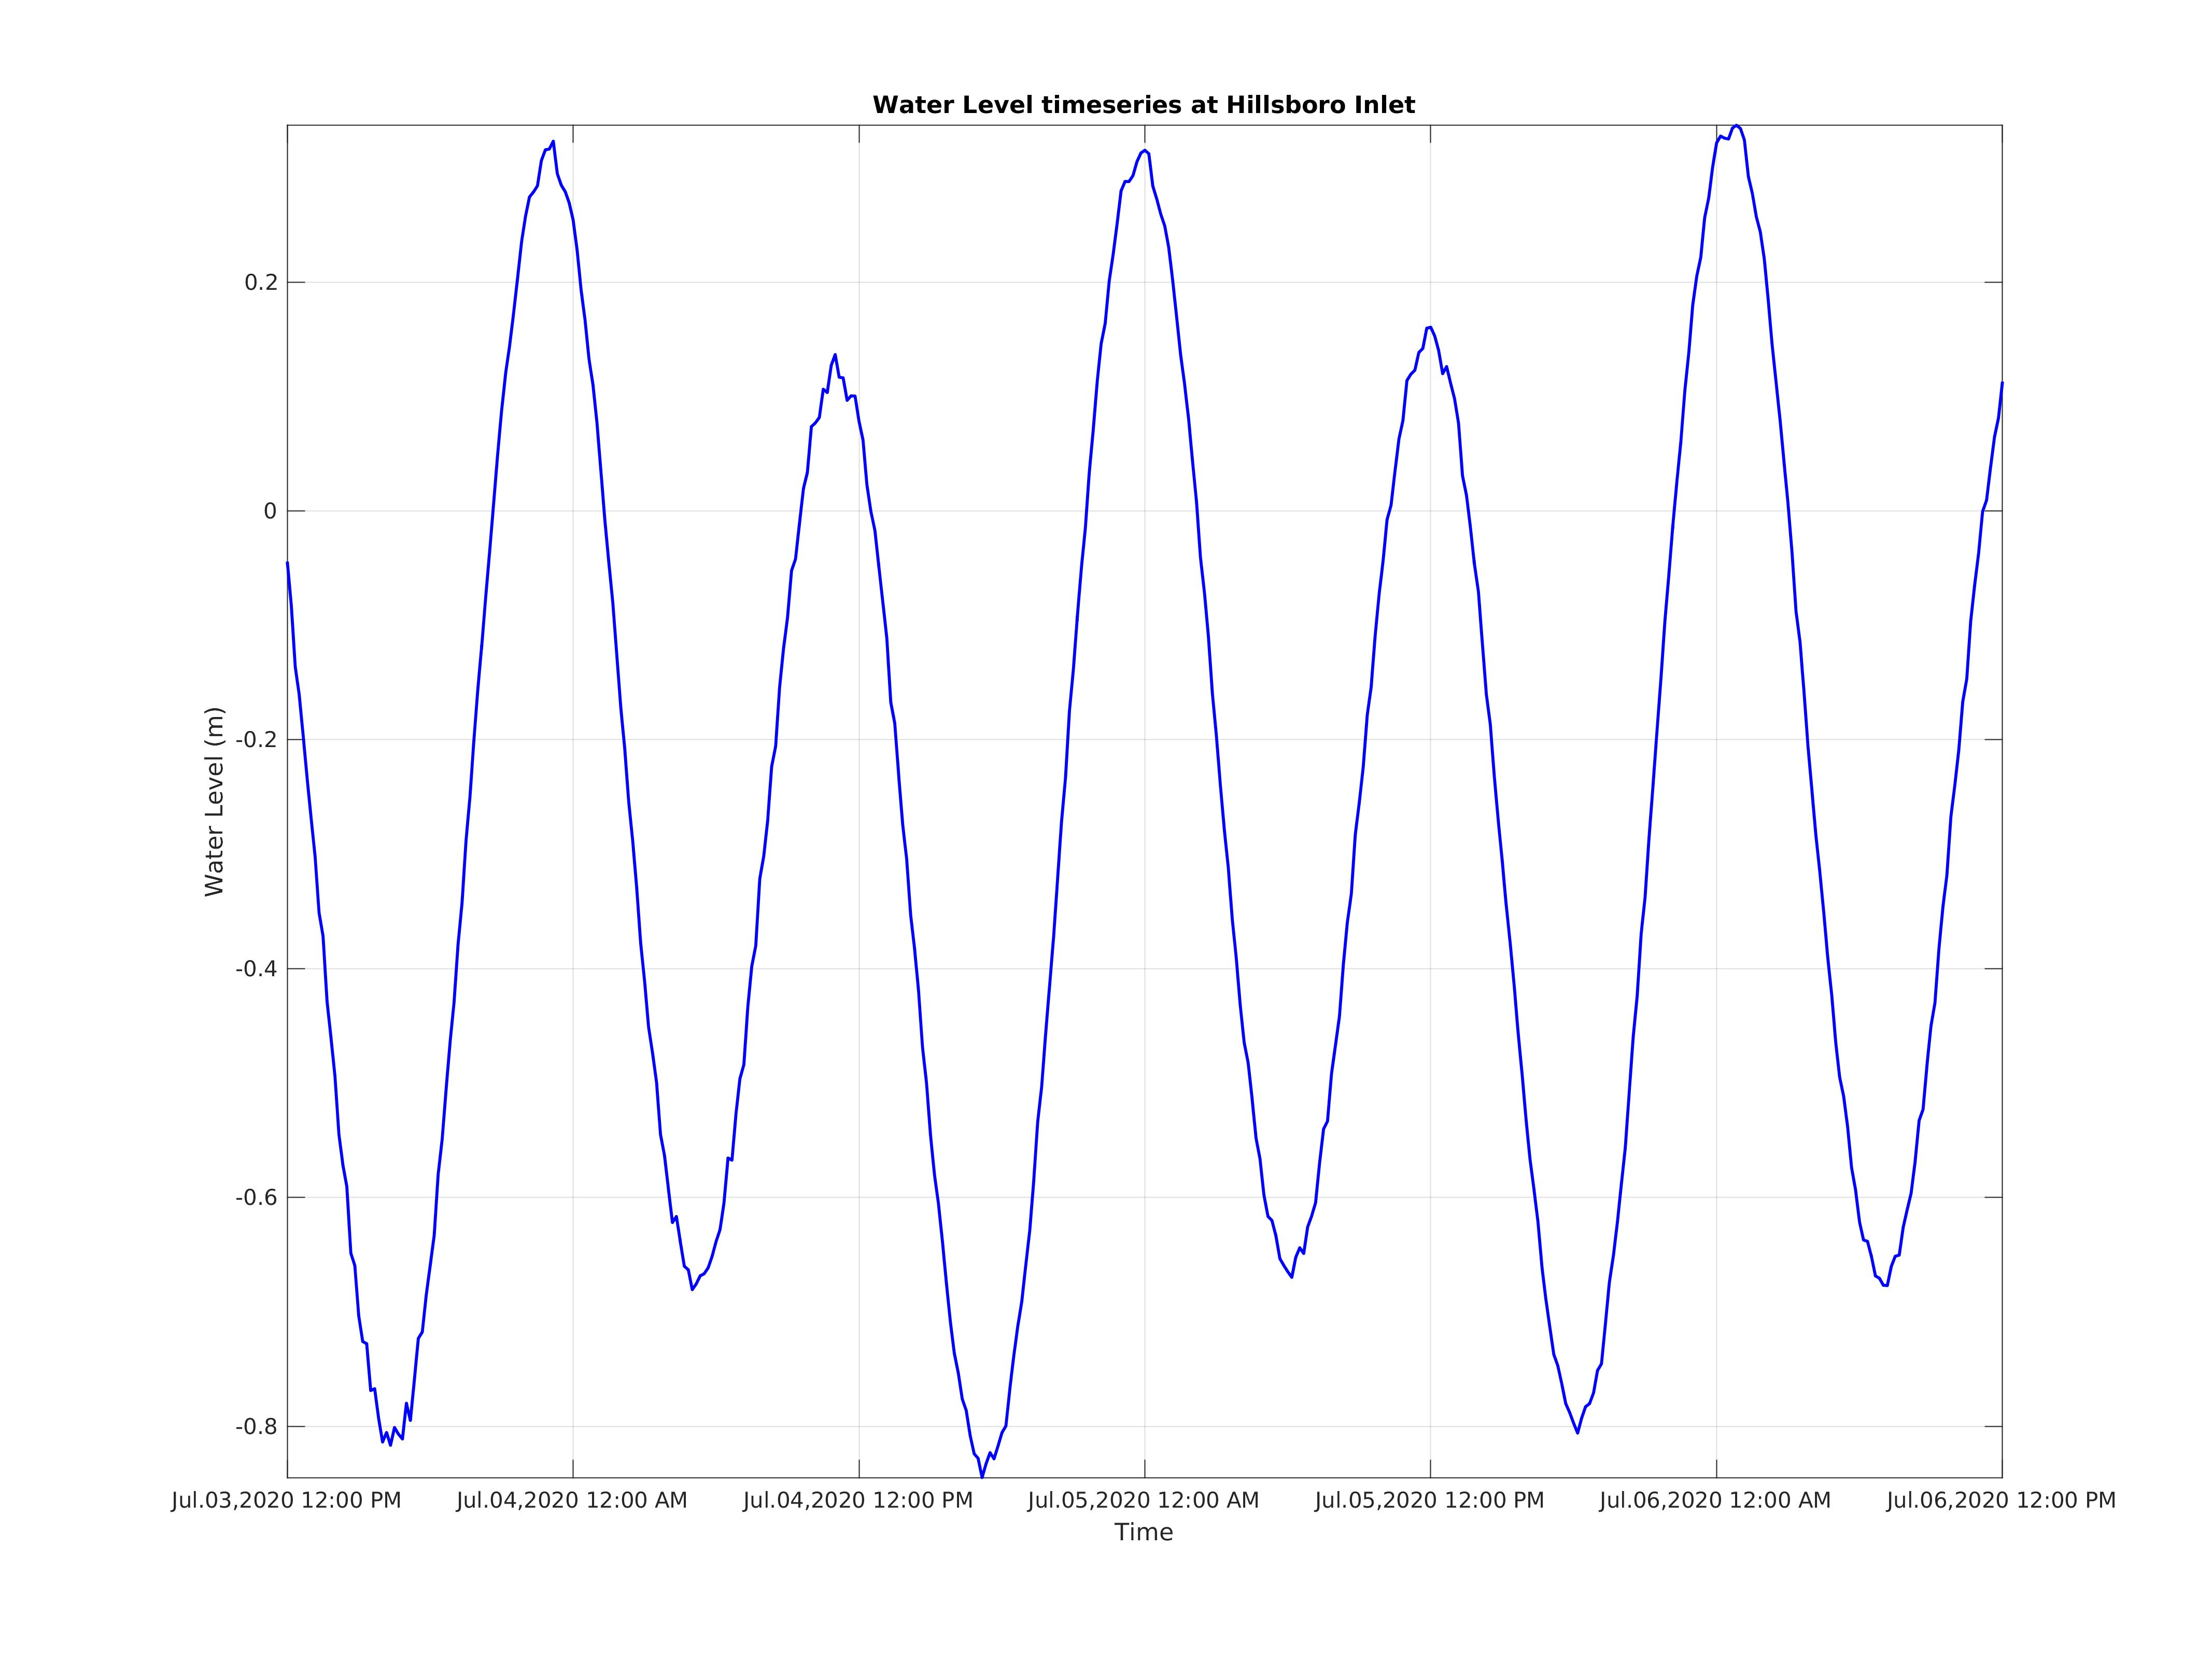 Water Level timeseries at Hillsboro Inlet
Water Level (m)
0.2
0
-0.2
-0.4
-0.6
-0.8
Jul.03,2020 12:00 PM
Jul.04,2020 12:00 AM
Jul.04,2020 12:00 PM
Jul.05,2020 12:00 AM
Jul.05,2020 12:00 PM
Jul.06,2020 12:00 AM
Jul.06,2020 12:00 PM
Time